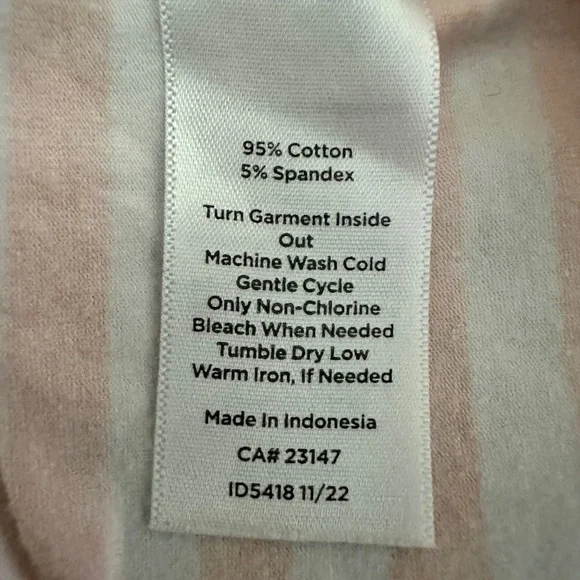 95% Cotton
5% Spandex
Turn Garment Inside
Out
Machine Wash Cold
Gentle Cycle
Only Non-Chlorine
Bleach When Needed
Tumble Dry Low
Warm Iron, If Needed
Made In Indonesia
CA# 23147
ID5418 11/22